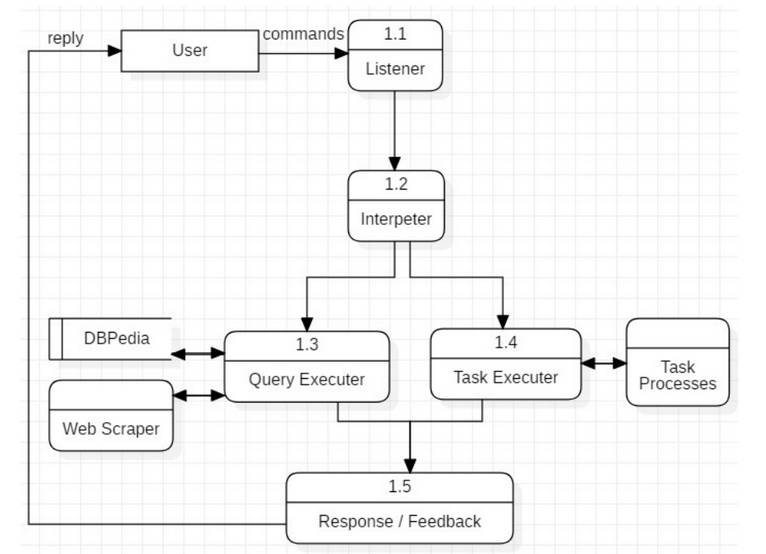 reply
User
commands
1.1
Listener
1.2
Interpeter
DBPedia
1.3
Query Executer
1.4
Task Executer
Task
Processes
Web Scraper
1.5
Response / Feedback